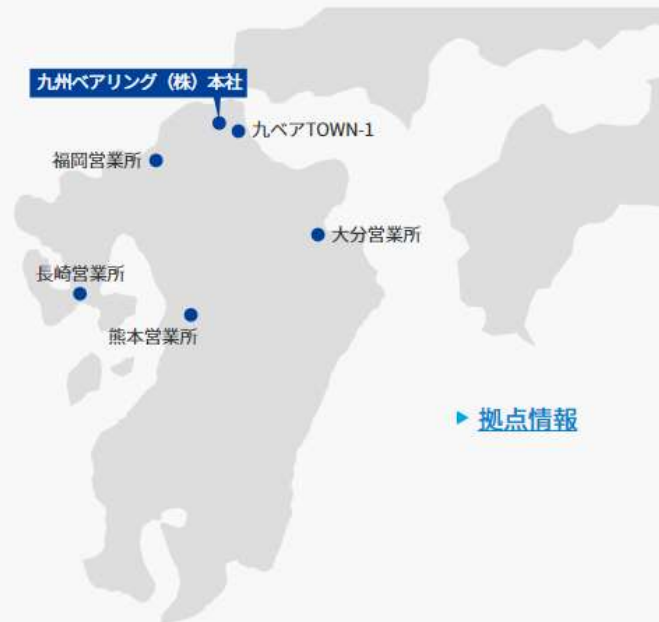 九州ベアリング（株）本社
九ベアTOWN-1
福岡営業所
大分営業所
長崎営業所
熊本営業所
拠点情報